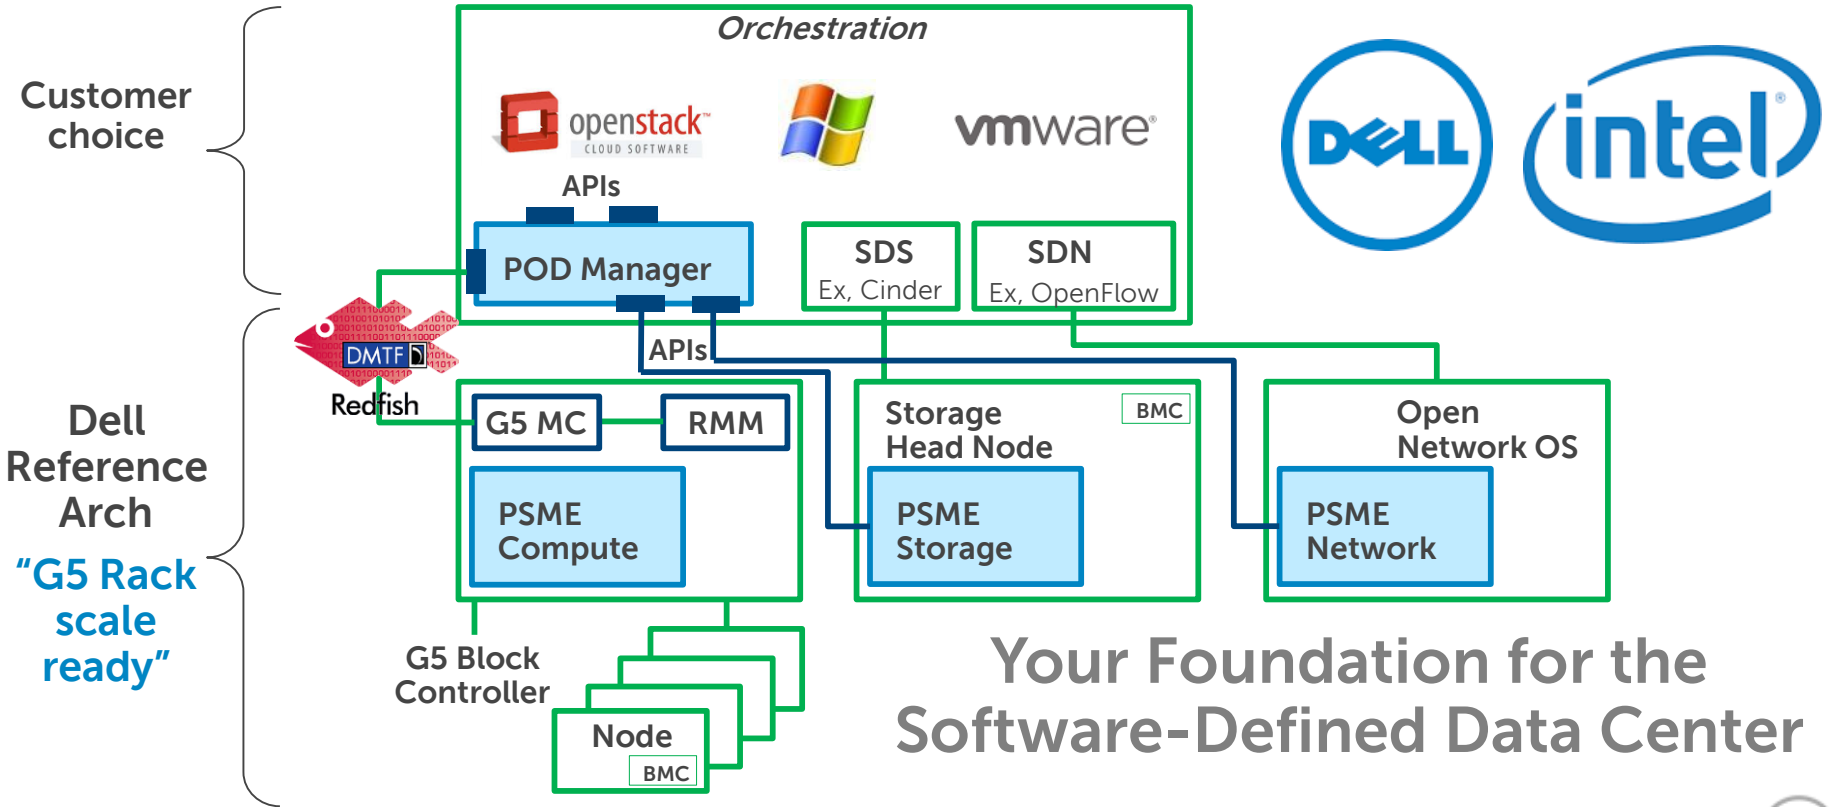 Orchestration
Customer
choice
openstack™
CLOUD SOFTWARE
vmware®
DELL
intel®
APIs
POD Manager
SDS
Ex, Cinder
SDN
Ex, OpenFlow
DMTF
Redfish
APIs
G5 MC
RMM
Storage
Head Node
BMC
Open
Network OS
Dell
Reference
Arch
“G5 Rack
scale
ready”
PSME
Compute
PSME
Storage
PSME
Network
G5 Block
Controller
Node
BMC
Your Foundation for the
Software-Defined Data Center